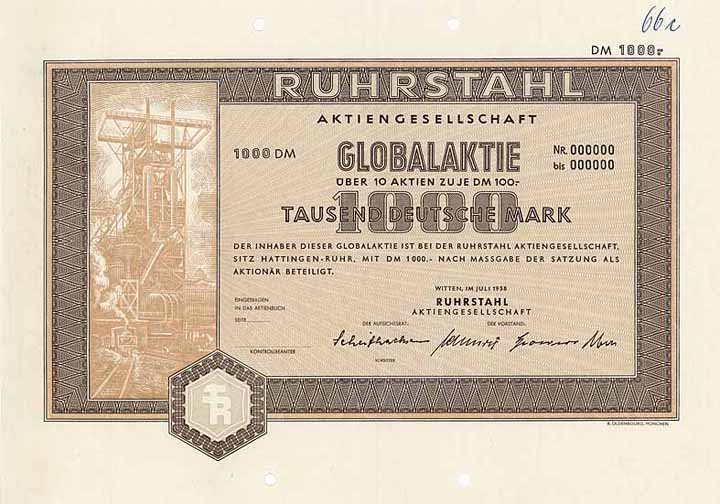 66r
DM 1000.-
RUHRSTAHL
AKTIENGESELLSCHAFT
1000 DM
GLOBALAKTIE
NR. 000000
bis 000000
ÜBER 10 AKTIEN ZU JE DM 100.-
1000
TAUSEND DEUTSCHE MARK
DER INHABER DIESER GLOBALAKTIE IST BEI DER RUHRSTAHL AKTIENGESELLSCHAFT,
SITZ HATTINGEN-RUHR, MIT DM 1000.- NACH MASSGABE DER SATZUNG ALS
AKTIONÄR BETEILIGT.
WITTEN, IM JULI 1958
EINGETRAGEN
IN DAS AKTIENBUCH
RUHRSTAHL
AKTIENGESELLSCHAFT
SEITE
DER AUFSICHTSRAT:
DER VORSTAND:
KONTROLLBEAMTER
VORSITZER
R. OLDENBOURG, MÜNCHEN